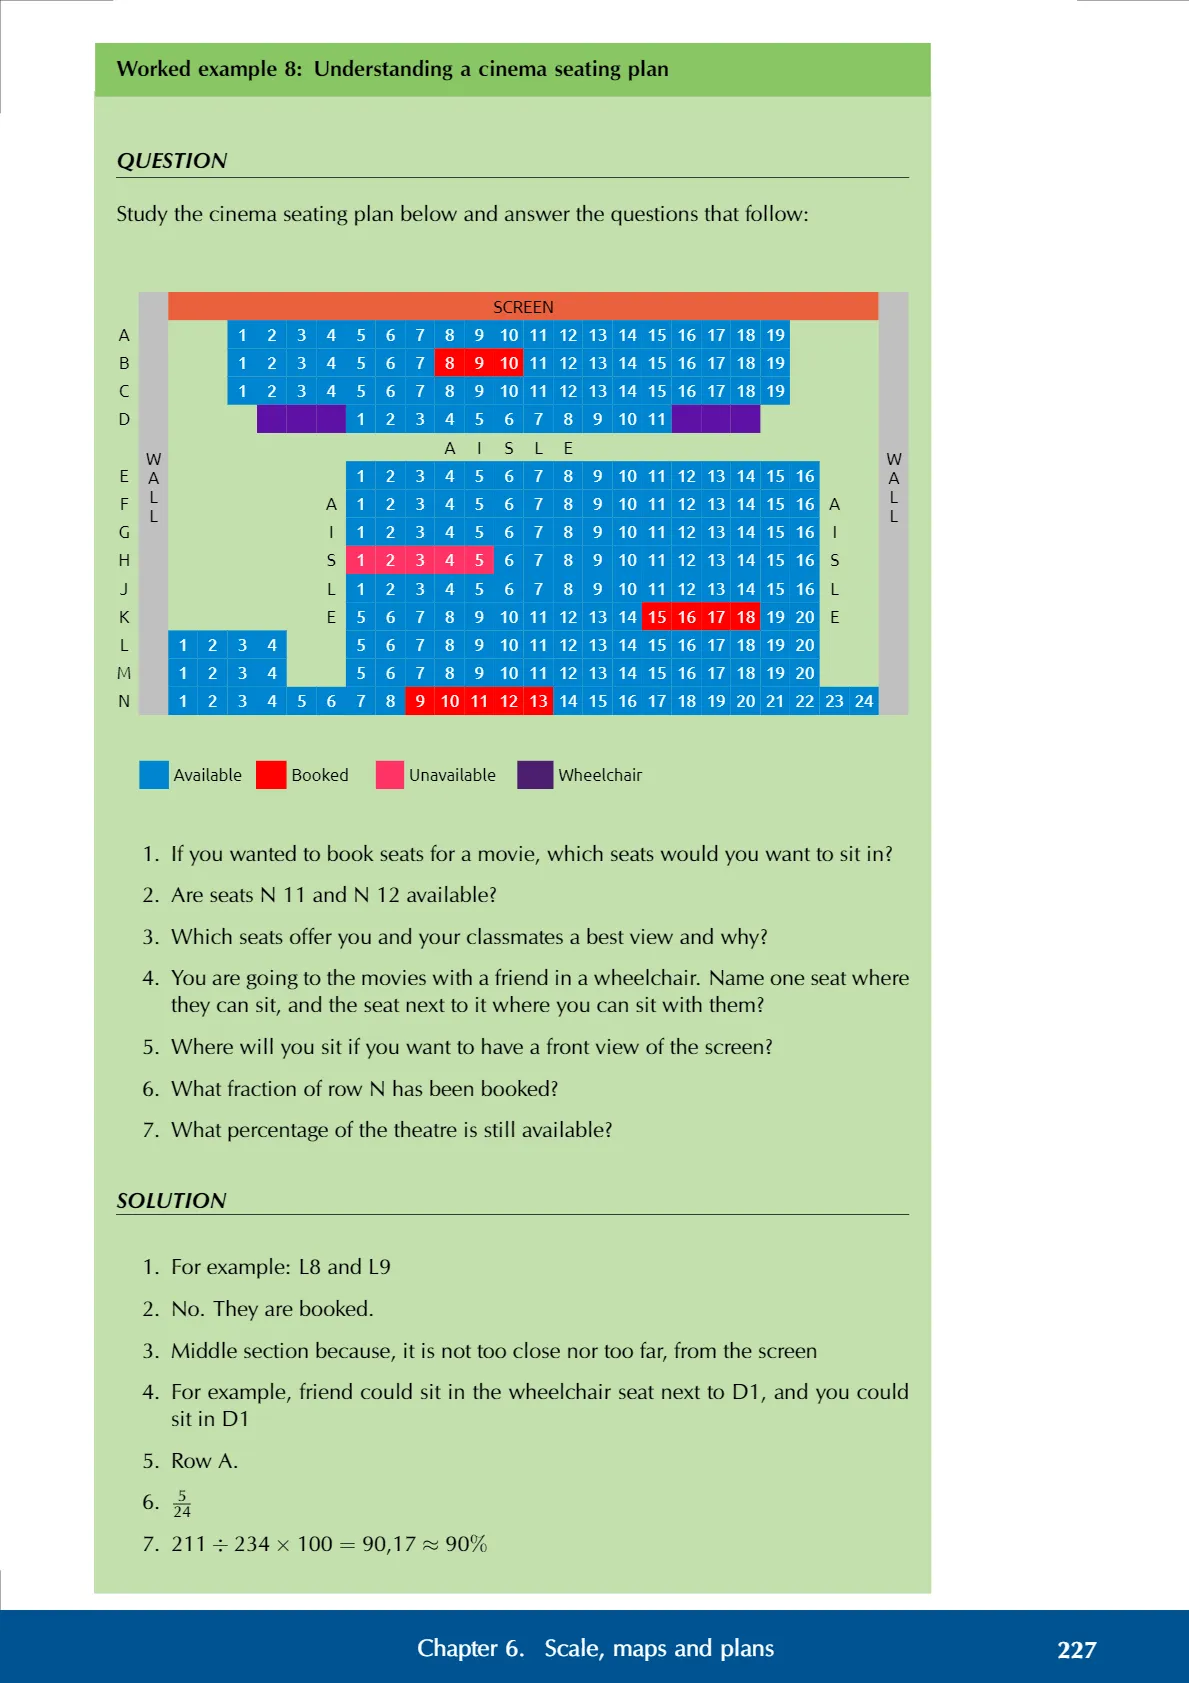 Worked example 8: Understanding a cinema seating plan
QUESTION
Study the cinema seating plan below and answer the questions that follow:
SCREEN
A 1 2 3 4 5 6 7 8 9 10 11 12 13 14 15 16 17 18 19
B 1 2 3 4 5 6 7 8 9 10 11 12 13 14 15 16 17 18 19
C 1 2 3 4 5 6 7 8 9 10 11 12 13 14 15 16 17 18 19
D 1 2 3 4 5 6 7 8 9 10 11
A I S L E
WALL
WALL
E 1 2 3 4 5 6 7 8 9 10 11 12 13 14 15 16
F A 1 2 3 4 5 6 7 8 9 10 11 12 13 14 15 16 A
G I 1 2 3 4 5 6 7 8 9 10 11 12 13 14 15 16 I
H S 1 2 3 4 5 6 7 8 9 10 11 12 13 14 15 16 S
J L 1 2 3 4 5 6 7 8 9 10 11 12 13 14 15 16 L
K E 5 6 7 8 9 10 11 12 13 14 15 16 17 18 19 20 E
L 1 2 3 4 5 6 7 8 9 10 11 12 13 14 15 16 17 18 19 20
M 1 2 3 4 5 6 7 8 9 10 11 12 13 14 15 16 17 18 19 20
N 1 2 3 4 5 6 7 8 9 10 11 12 13 14 15 16 17 18 19 20 21 22 23 24
Available Booked Unavailable Wheelchair
1. If you wanted to book seats for a movie, which seats would you want to sit in?
2. Are seats N 11 and N 12 available?
3. Which seats offer you and your classmates a best view and why?
4. You are going to the movies with a friend in a wheelchair. Name one seat where
they can sit, and the seat next to it where you can sit with them?
5. Where will you sit if you want to have a front view of the screen?
6. What fraction of row N has been booked?
7. What percentage of the theatre is still available?
SOLUTION
1. For example: L8 and L9
2. No. They are booked.
3. Middle section because, it is not too close nor too far, from the screen
4. For example, friend could sit in the wheelchair seat next to D1, and you could
sit in D1
5. Row A.
6. 5/24
7. 211 ÷ 234 × 100 = 90,17 ≈ 90%
Chapter 6. Scale, maps and plans 227